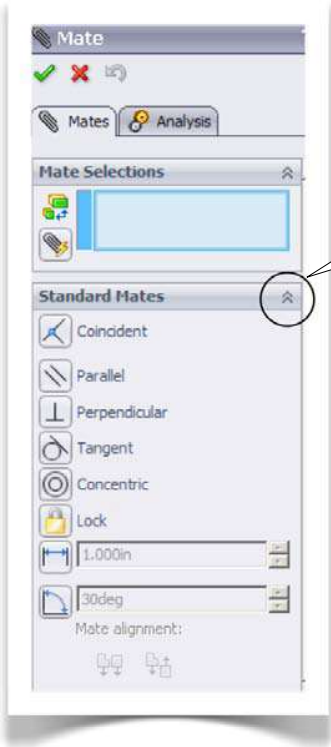 Mate
Mates Analysis
Mate Selections
Standard Mates
Coincident
Parallel
Perpendicular
Tangent
Concentric
Lock
1.000in
30deg
Mate alignment: